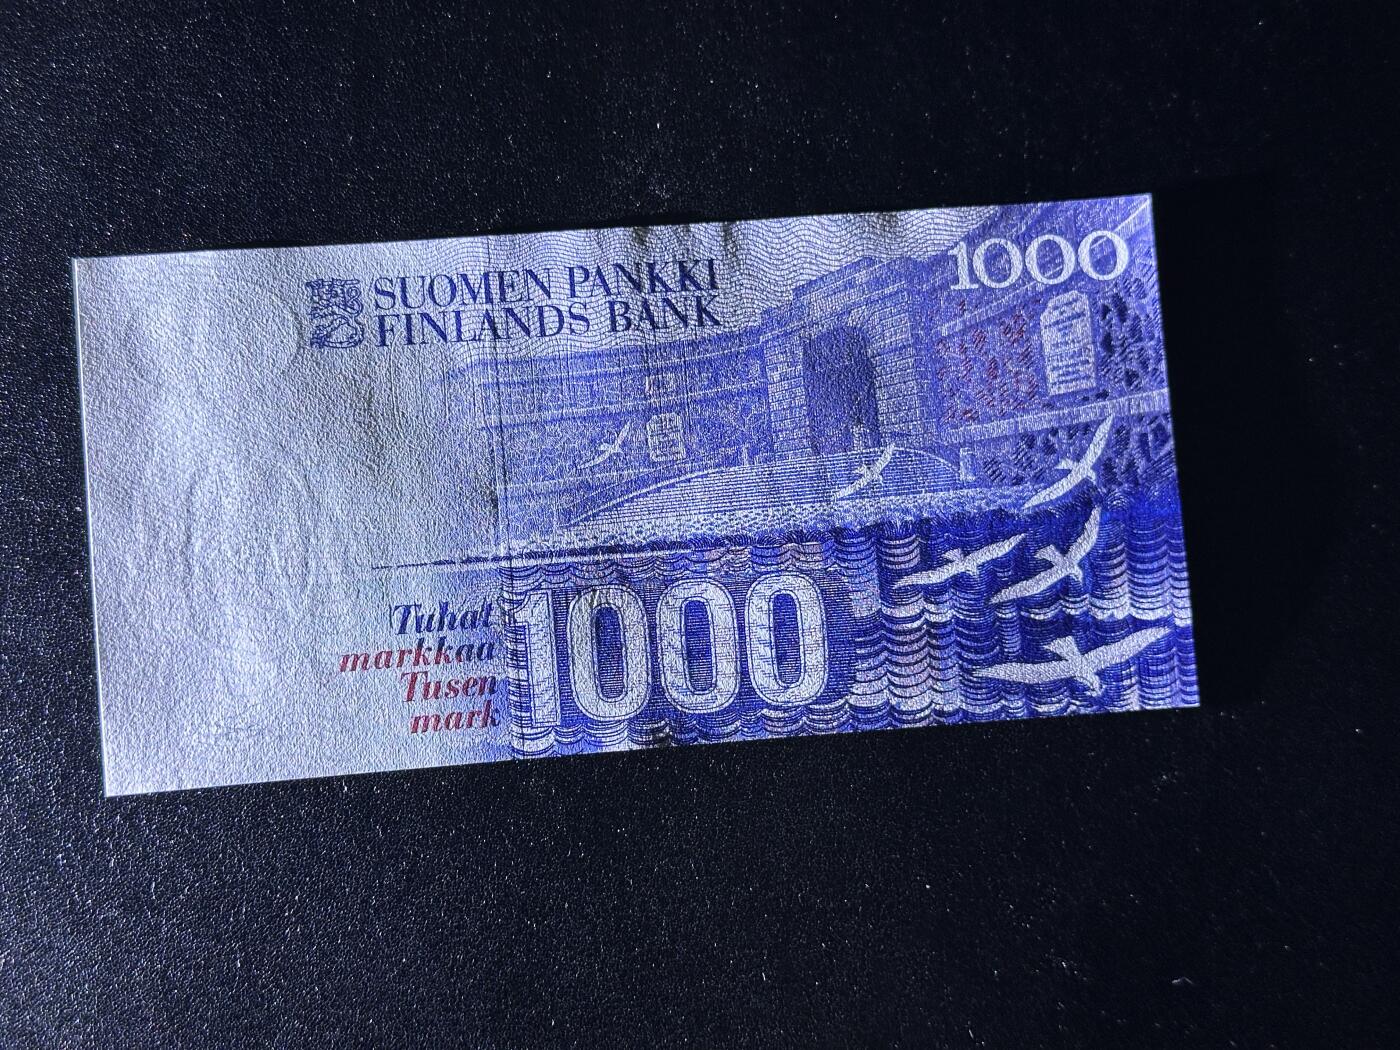 1000
SUOMEN PANKKI
FINLANDS BANK
Tuhat
markkaa
Tusen
mark
1000